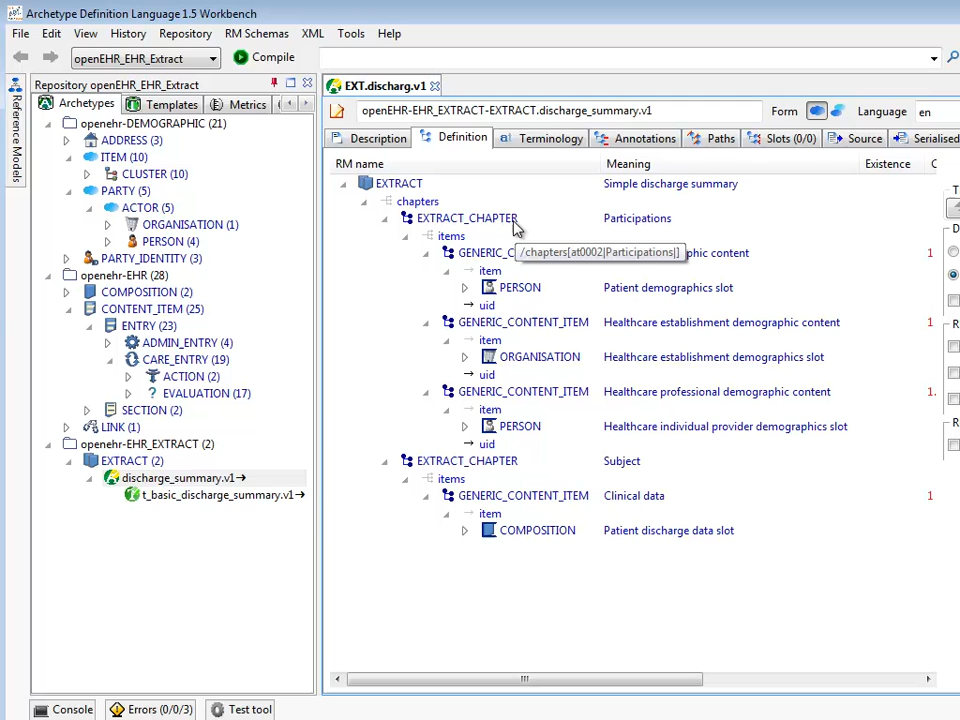 Archetype Definition Language 1.5 Workbench
File Edit View History Repository RM Schemas XML Tools Help
openEHR_EHR_Extract Compile
Reference Models
Repository openEHR_EHR_Extract
Archetypes Templates Metrics
openehr-DEMOGRAPHIC (21)
ADDRESS (3)
ITEM (10)
CLUSTER (10)
PARTY (5)
ACTOR (5)
ORGANISATION (1)
PERSON (4)
PARTY_IDENTITY (3)
openehr-EHR (28)
COMPOSITION (2)
CONTENT_ITEM (25)
ENTRY (23)
ADMIN_ENTRY (4)
CARE_ENTRY (19)
ACTION (2)
EVALUATION (17)
SECTION (2)
LINK (1)
openehr-EHR_EXTRACT (2)
EXTRACT (2)
discharge_summary.v1→
t_basic_discharge_summary.v1→
EXT.discharg.v1
openEHR-EHR_EXTRACT-EXTRACT.discharge_summary.v1 Form Language en
Description Definition Terminology Annotations Paths Slots (0/0) Source Serialised
RM name Meaning Existence C
EXTRACT Simple discharge summary
chapters
EXTRACT_CHAPTER Participations
items
GENERIC_C /chapters[at0002|Participations|] phic content 1
item
PERSON Patient demographics slot
uid
GENERIC_CONTENT_ITEM Healthcare establishment demographic content 1
item
ORGANISATION Healthcare establishment demographics slot
uid
GENERIC_CONTENT_ITEM Healthcare professional demographic content 1.
item
PERSON Healthcare individual provider demographics slot
uid
EXTRACT_CHAPTER Subject
items
GENERIC_CONTENT_ITEM Clinical data 1
item
COMPOSITION Patient discharge data slot
T
D
R
R
Console Errors (0/0/3) Test tool